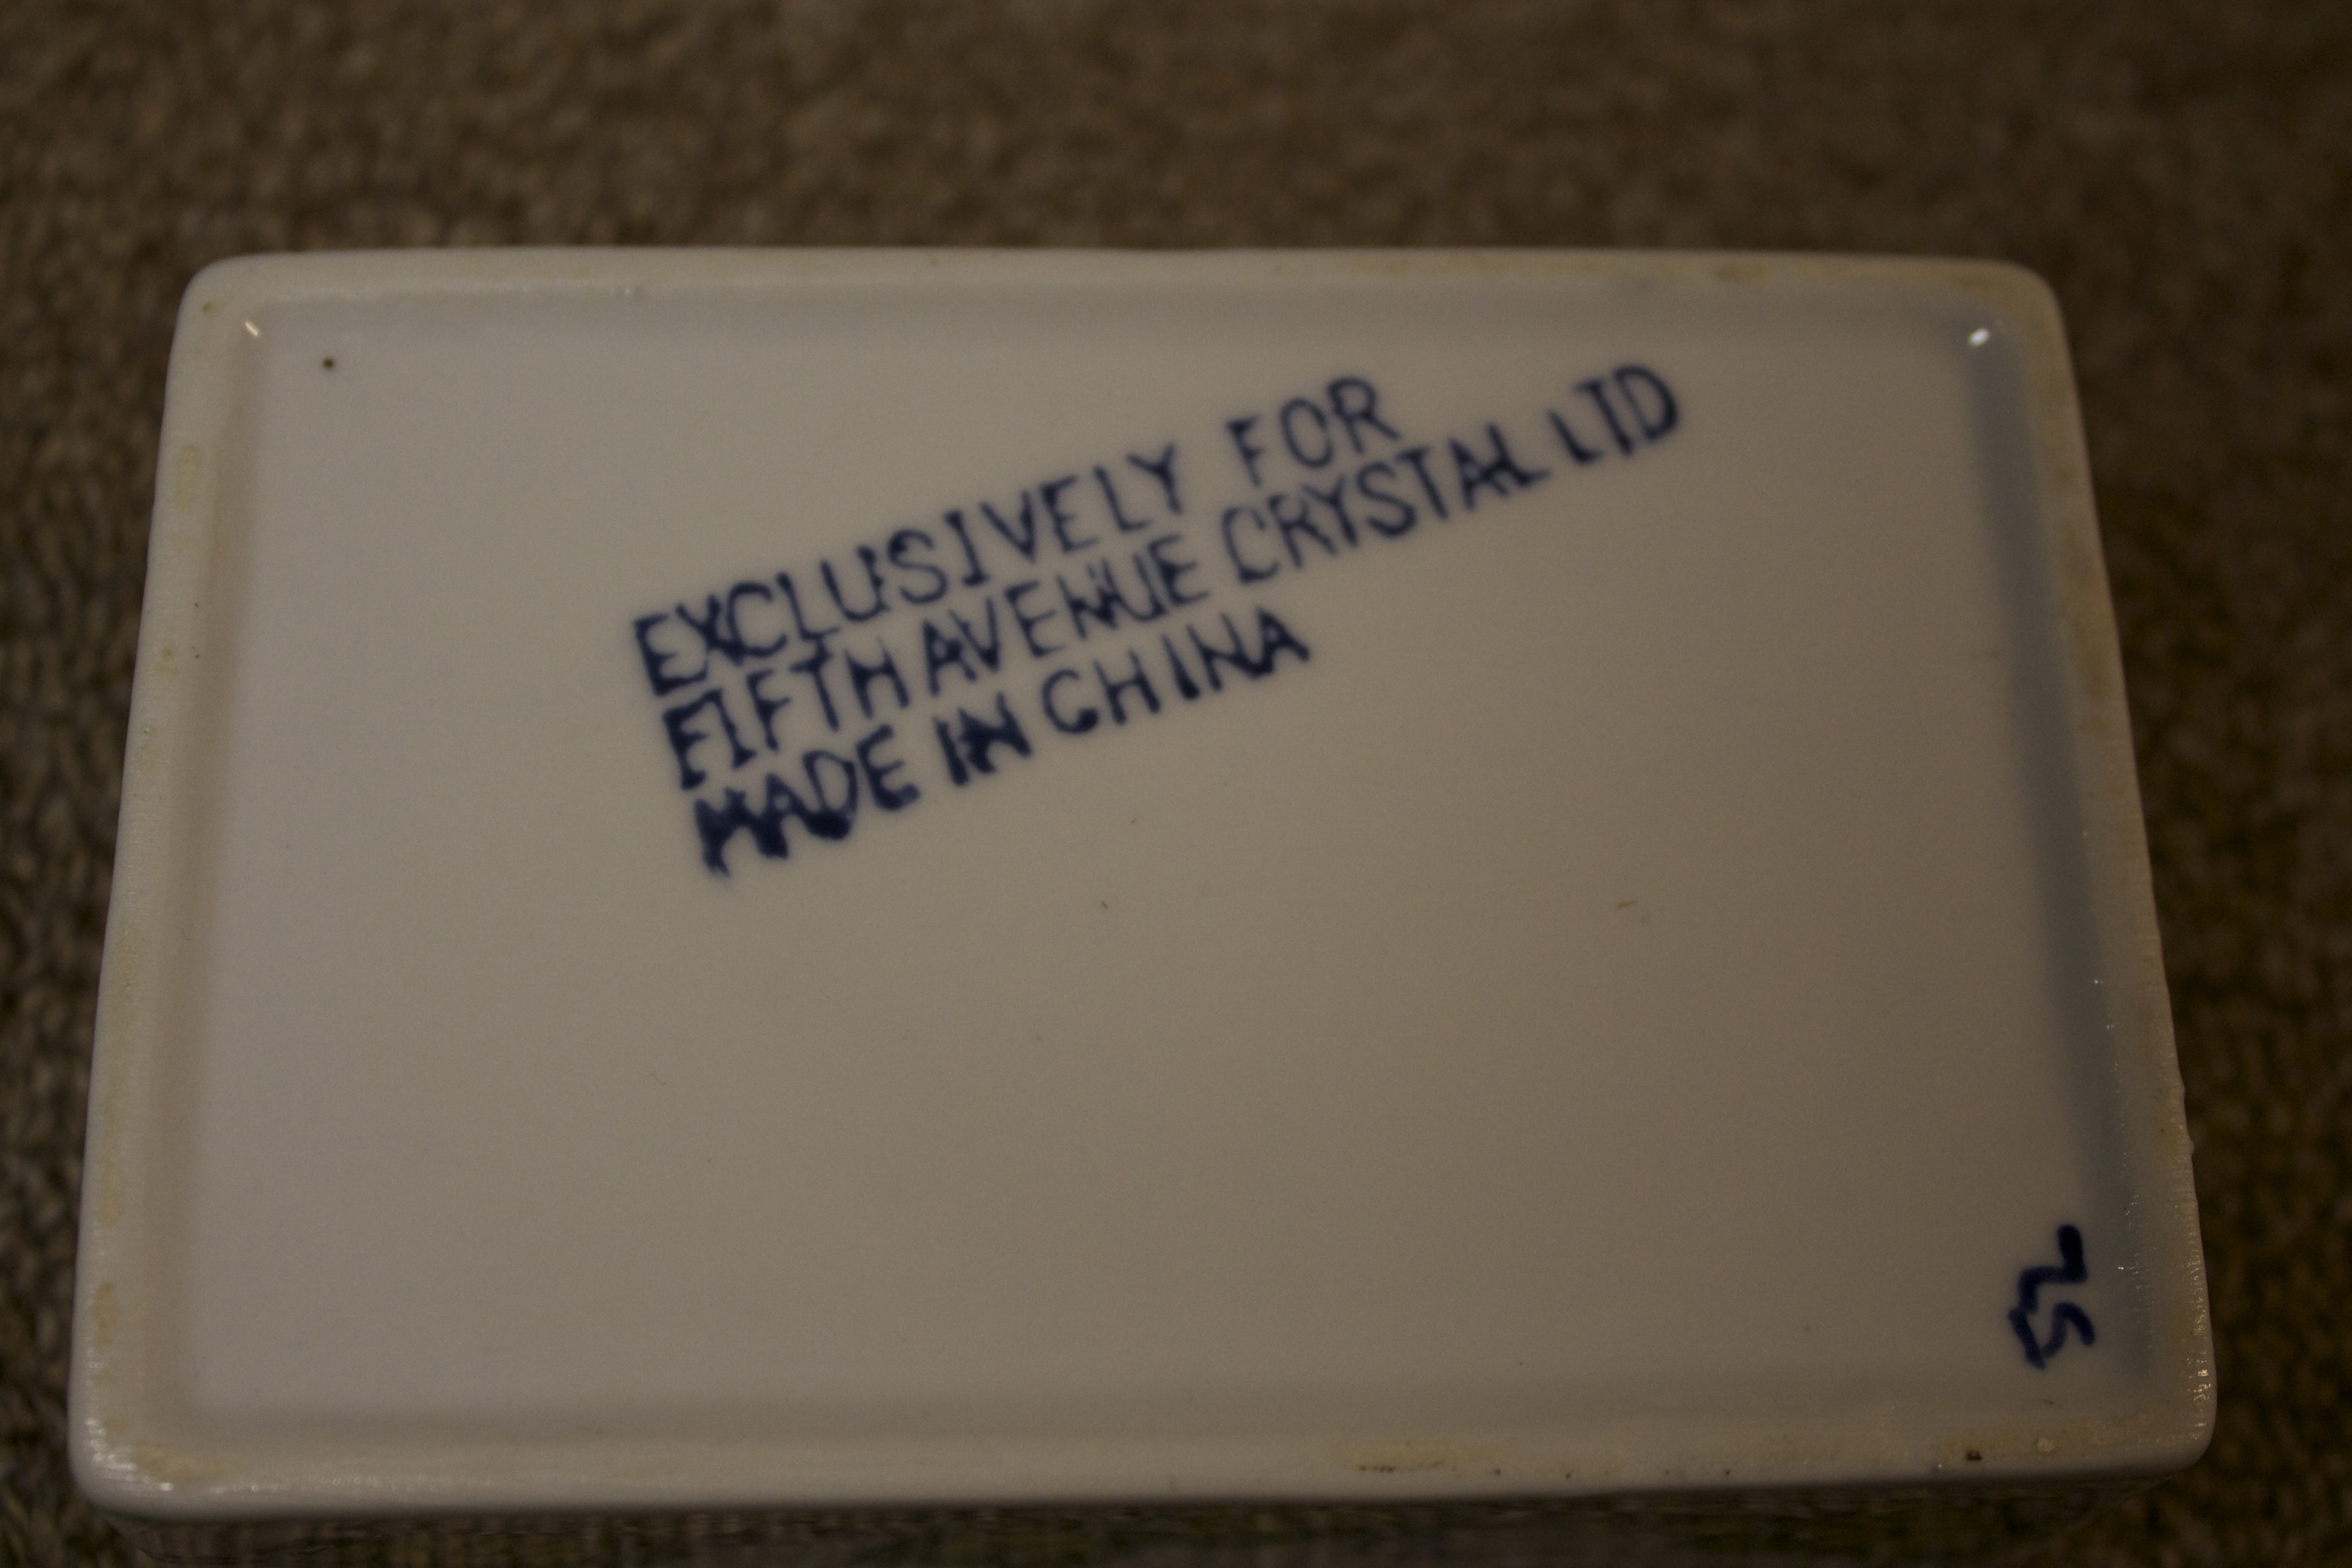 EXCLUSIVELY FOR
FIFTH AVENUE CRYSTAL LTD
MADE IN CHINA